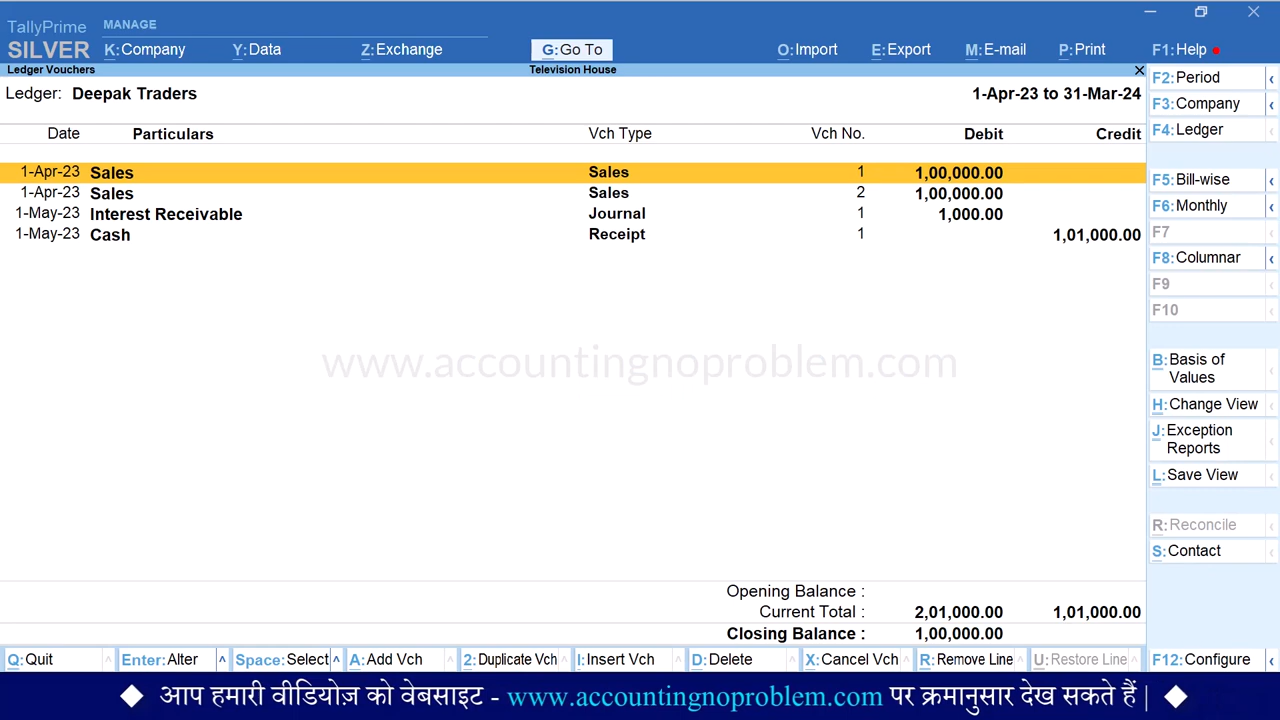 TallyPrime MANAGE
SILVER K:Company Y:Data Z:Exchange G:Go To O:Import E:Export M:E-mail P:Print F1:Help
Ledger Vouchers Television House
Ledger: Deepak Traders 1-Apr-23 to 31-Mar-24
Date Particulars Vch Type Vch No. Debit Credit
1-Apr-23 Sales Sales 1 1,00,000.00
1-Apr-23 Sales Sales 2 1,00,000.00
1-May-23 Interest Receivable Journal 1 1,000.00
1-May-23 Cash Receipt 1 1,01,000.00
www.accountingnoproblem.com
Opening Balance :
Current Total : 2,01,000.00 1,01,000.00
Closing Balance : 1,00,000.00
F2:Period
F3:Company
F4:Ledger
F5:Bill-wise
F6:Monthly
F7
F8:Columnar
F9
F10
B:Basis of
Values
H:Change View
J:Exception
Reports
L:Save View
R:Reconcile
S:Contact
Q:Quit Enter:Alter Space:Select A:Add Vch 2:Duplicate Vch I:Insert Vch D:Delete X:Cancel Vch R:Remove Line U:Restore Line F12:Configure
आप हमारी वीडियोज़ को वेबसाइट - www.accountingnoproblem.com पर क्रमानुसार देख सकते हैं |